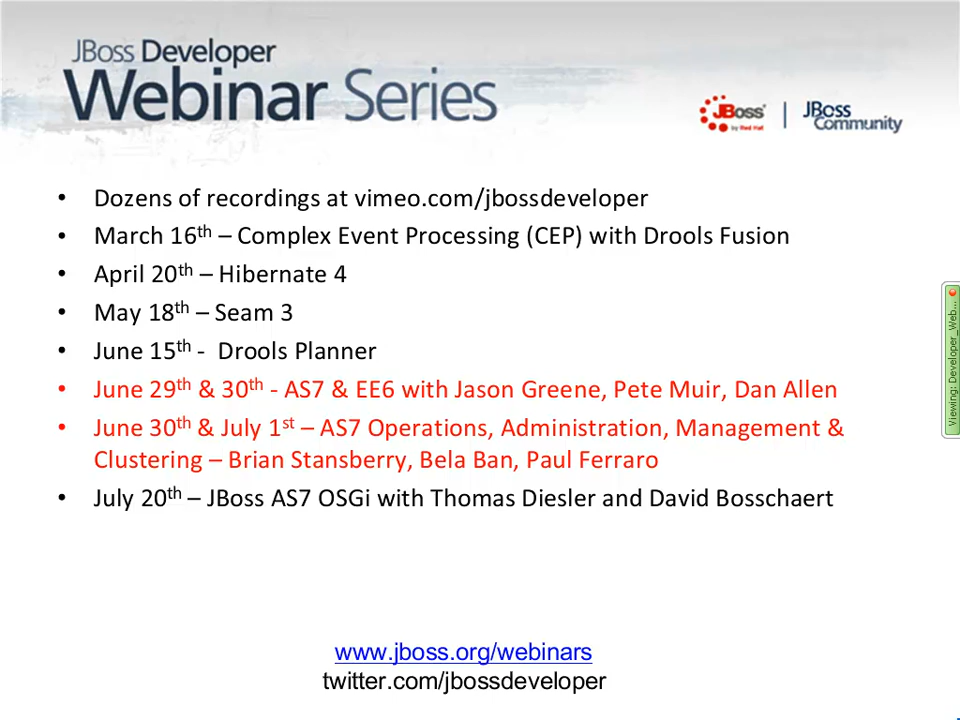 JBoss Developer
Webinar Series
JBoss
by Red Hat
JBoss
Community
• Dozens of recordings at vimeo.com/jbossdeveloper
• March 16th – Complex Event Processing (CEP) with Drools Fusion
• April 20th – Hibernate 4
• May 18th – Seam 3
• June 15th - Drools Planner
• June 29th & 30th - AS7 & EE6 with Jason Greene, Pete Muir, Dan Allen
• June 30th & July 1st – AS7 Operations, Administration, Management &
Clustering – Brian Stansberry, Bela Ban, Paul Ferraro
• July 20th – JBoss AS7 OSGi with Thomas Diesler and David Bosschaert
Viewing: Developer_Web...
www.jboss.org/webinars
twitter.com/jbossdeveloper